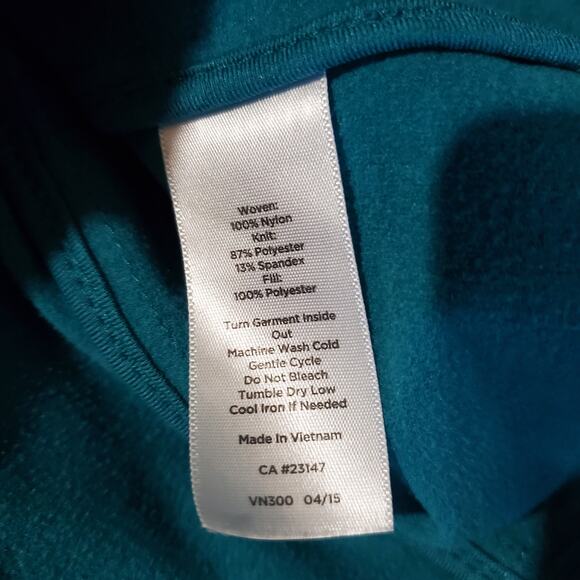 Woven:
100% Nylon
Knit:
87% Polyester
13% Spandex
Fill:
100% Polyester
Turn Garment Inside
Out
Machine Wash Cold
Gentle Cycle
Do Not Bleach
Tumble Dry Low
Cool Iron If Needed
Made In Vietnam
CA #23147
VN300 04/15